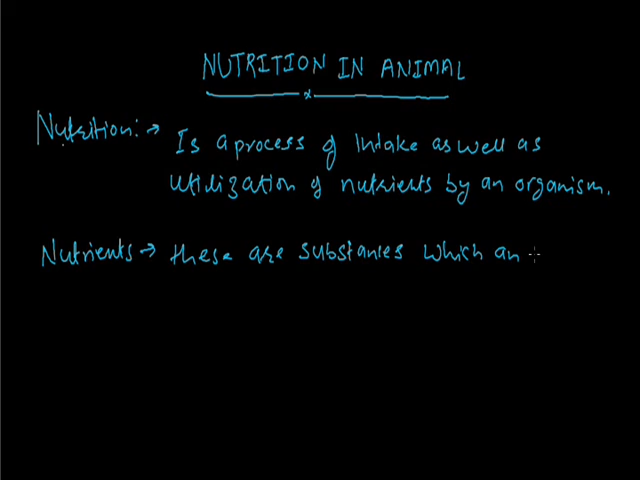 NUTRITION IN ANIMAL
Nutrition: → Is a process of intake as well as
utilization of nutrients by an organism.
Nutrients → these are substances which an